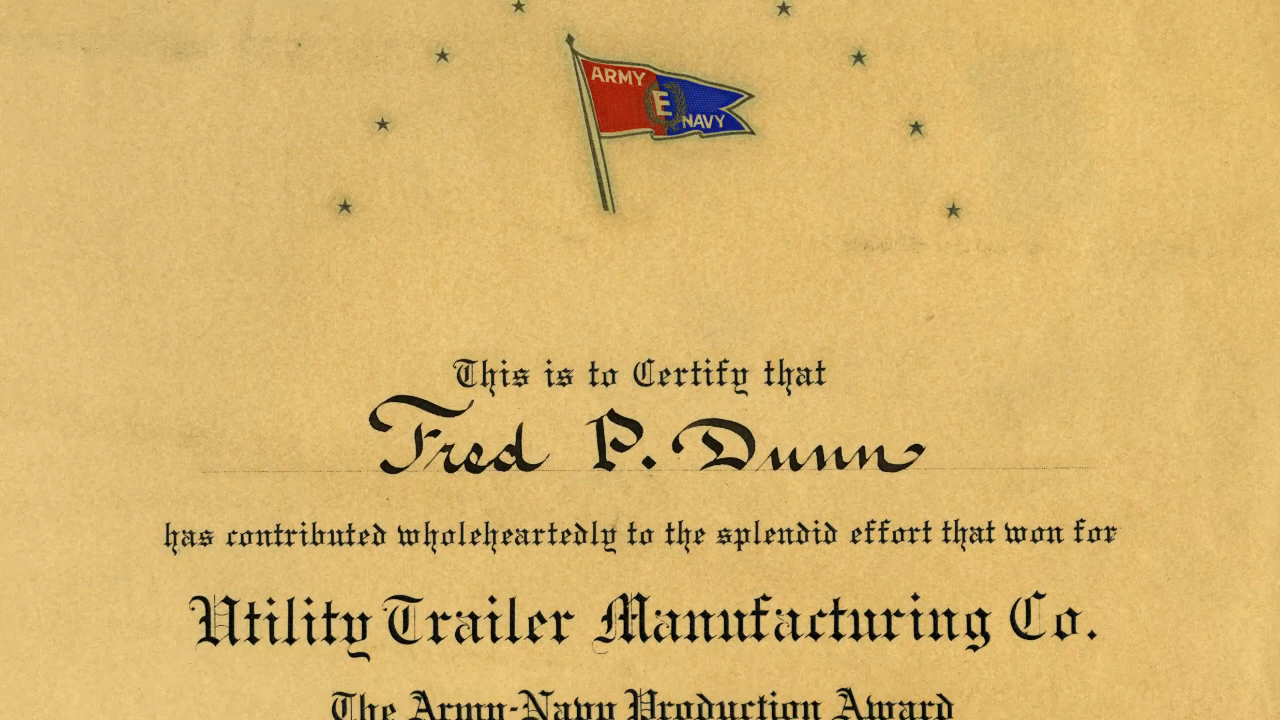 ARMY
E
NAVY
This is to Certify that
Fred P. Dunn
has contributed wholeheartedly to the splendid effort that won for
Utility Trailer Manufacturing Co.
The Army-Navy Production Award